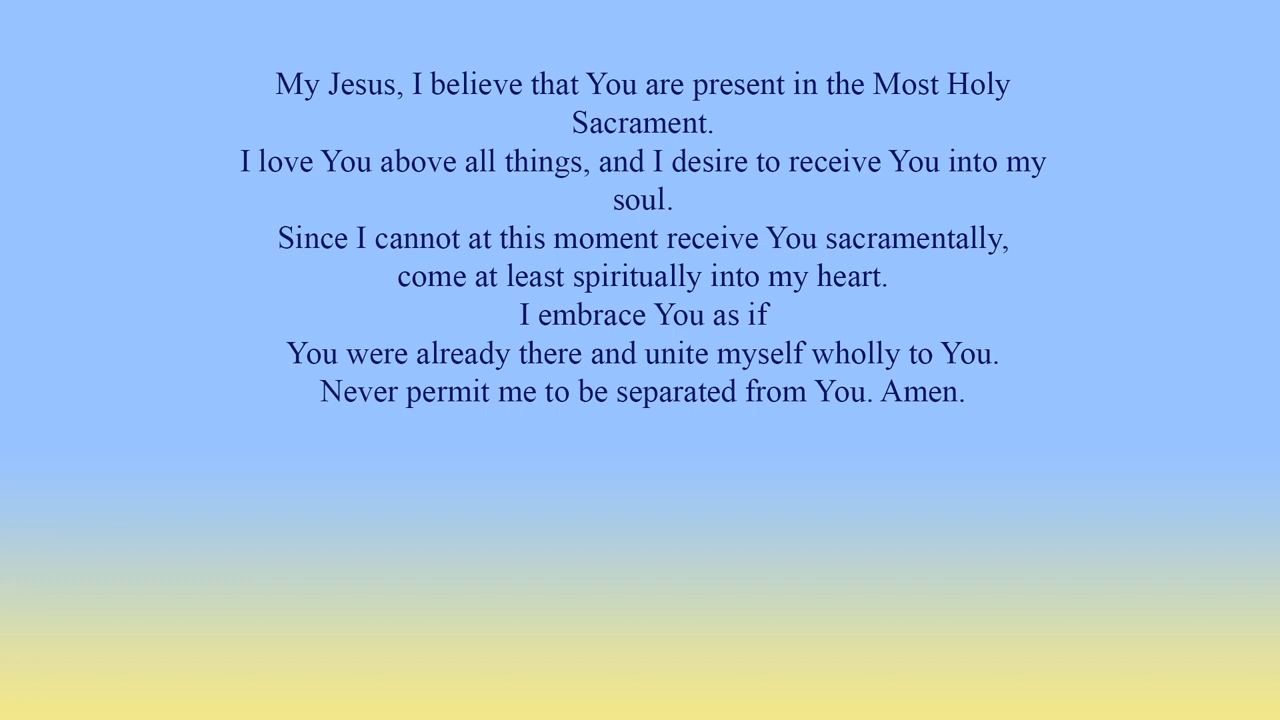 My Jesus, I believe that You are present in the Most Holy
Sacrament.
I love You above all things, and I desire to receive You into my
soul.
Since I cannot at this moment receive You sacramentally,
come at least spiritually into my heart.
I embrace You as if
You were already there and unite myself wholly to You.
Never permit me to be separated from You. Amen.